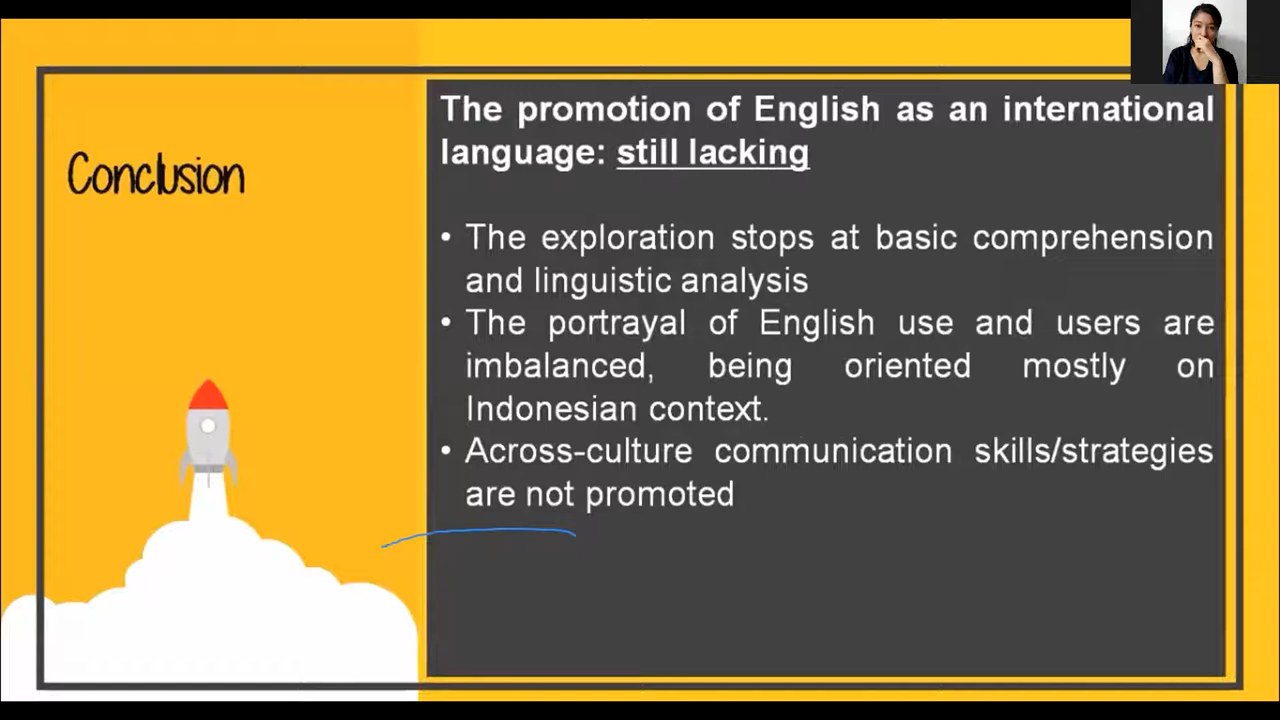 Conclusion
The promotion of English as an international
language: still lacking
• The exploration stops at basic comprehension
and linguistic analysis
• The portrayal of English use and users are
imbalanced, being oriented mostly on
Indonesian context.
• Across-culture communication skills/strategies
are not promoted